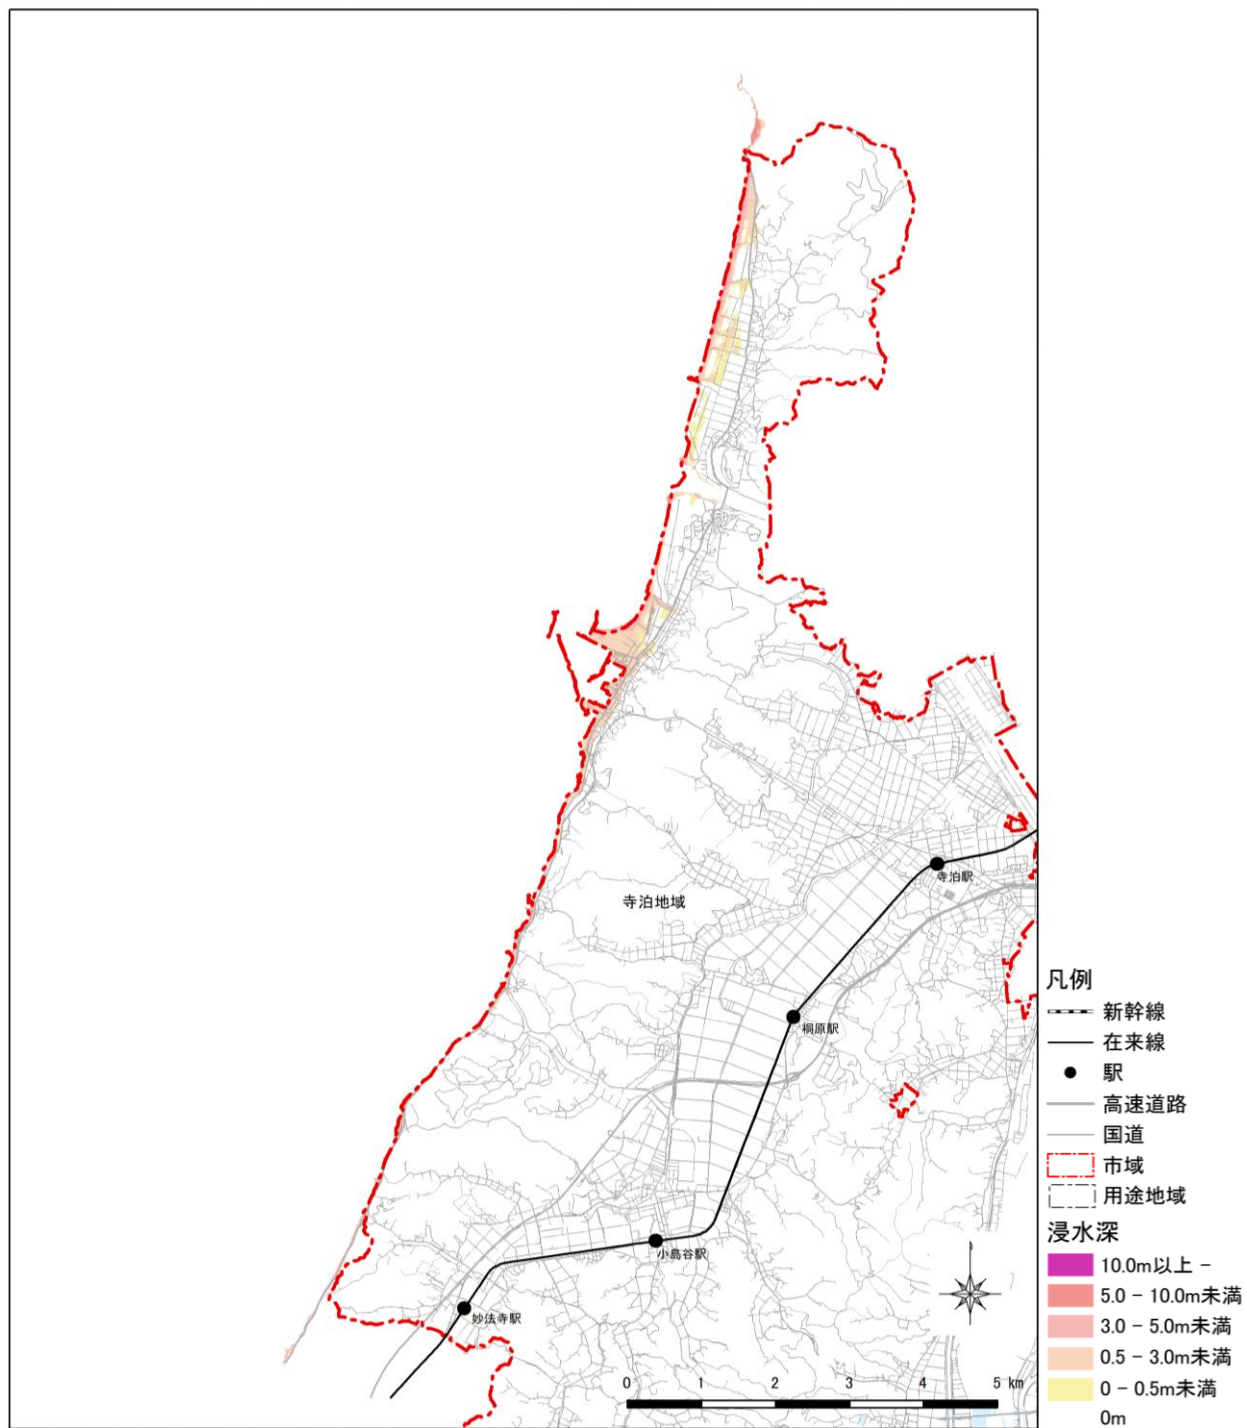 寺泊駅
寺泊地域
桐原駅
小島谷駅
妙法寺駅
0 1 2 3 4 5 km
凡例
新幹線
在来線
駅
高速道路
国道
市域
用途地域
浸水深
10.0m以上 -
5.0 - 10.0m未満
3.0 - 5.0m未満
0.5 - 3.0m未満
0 - 0.5m未満
0m